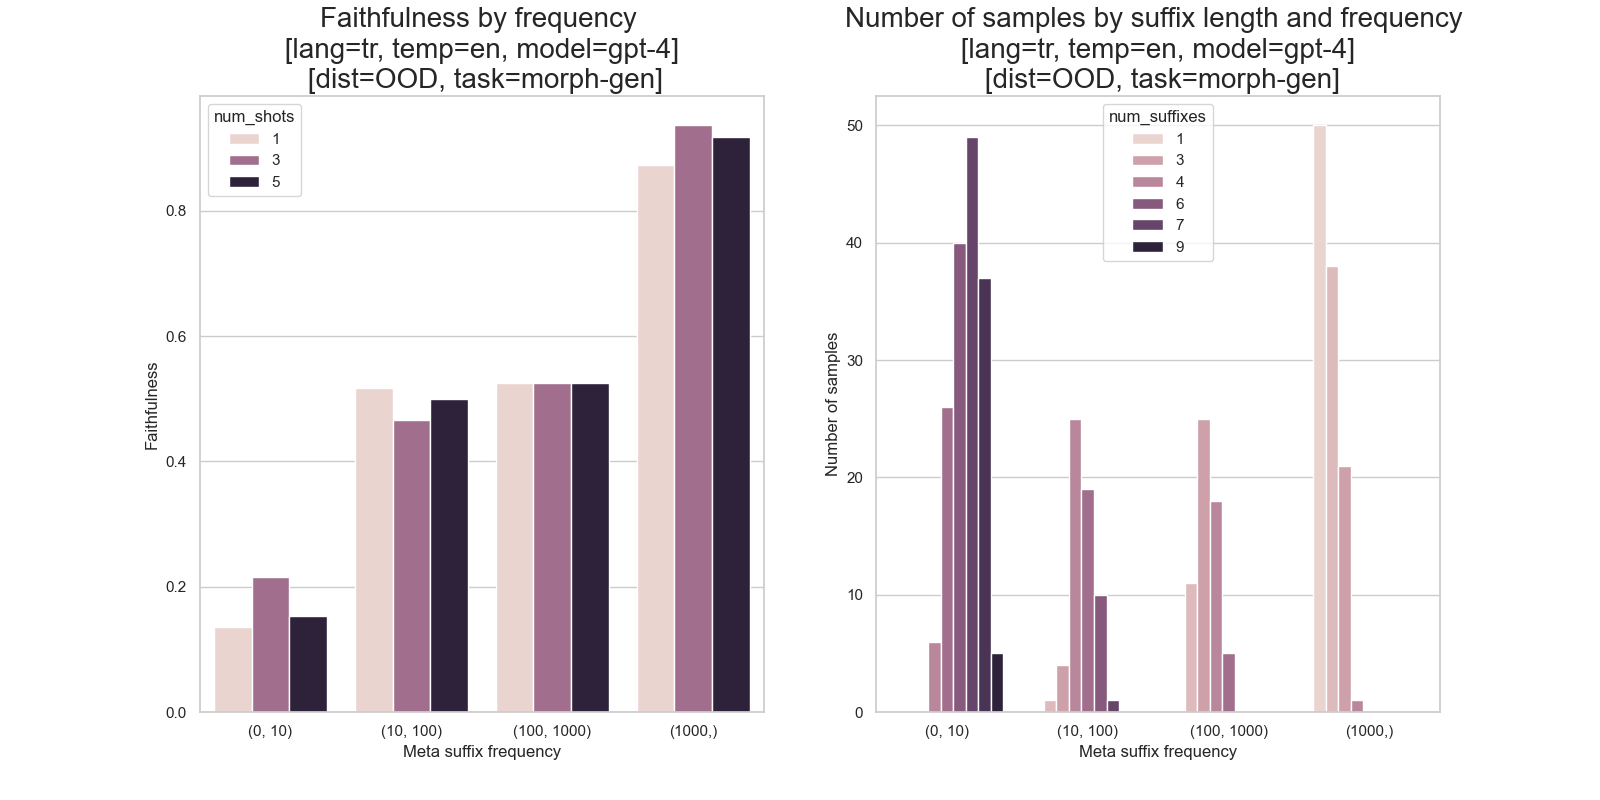 Faithfulness by frequency
[lang=tr, temp=en, model=gpt-4]
[dist=OOD, task=morph-gen]
num_shots
1
3
5
0.8
0.6
0.4
0.2
0.0
Faithfulness
(0, 10)
(10, 100)
(100, 1000)
(1000,)
Meta suffix frequency
Number of samples by suffix length and frequency
[lang=tr, temp=en, model=gpt-4]
[dist=OOD, task=morph-gen]
num_suffixes
1
3
4
6
7
9
50
40
30
20
10
0
Number of samples
(0, 10)
(10, 100)
(100, 1000)
(1000,)
Meta suffix frequency